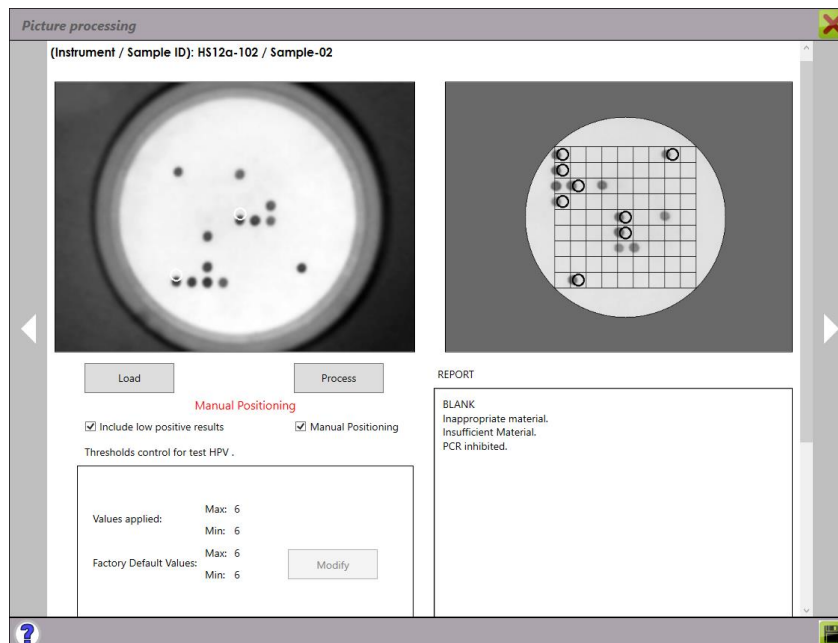 Picture processing
(Instrument / Sample ID): HS12a-102 / Sample-02
Load
Process
Manual Positioning
Include low positive results
Manual Positioning
Thresholds control for test HPV .
Values applied:
Max: 6
Min: 6
Factory Default Values:
Max: 6
Min: 6
Modify
REPORT
BLANK
Inappropriate material.
Insufficient Material.
PCR inhibited.